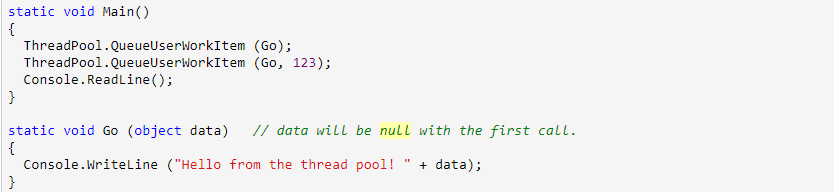 static void Main()
{
  ThreadPool.QueueUserWorkItem (Go);
  ThreadPool.QueueUserWorkItem (Go, 123);
  Console.ReadLine();
}
static void Go (object data)   // data will be null with the first call.
{
  Console.WriteLine ("Hello from the thread pool! " + data);
}